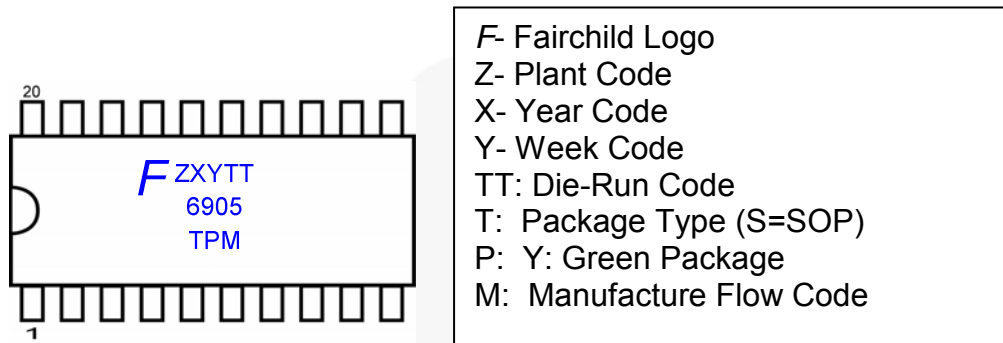 20
F ZXYTT
6905
TPM
1
F- Fairchild Logo
Z- Plant Code
X- Year Code
Y- Week Code
TT: Die-Run Code
T:  Package Type (S=SOP)
P:  Y: Green Package
M:  Manufacture Flow Code